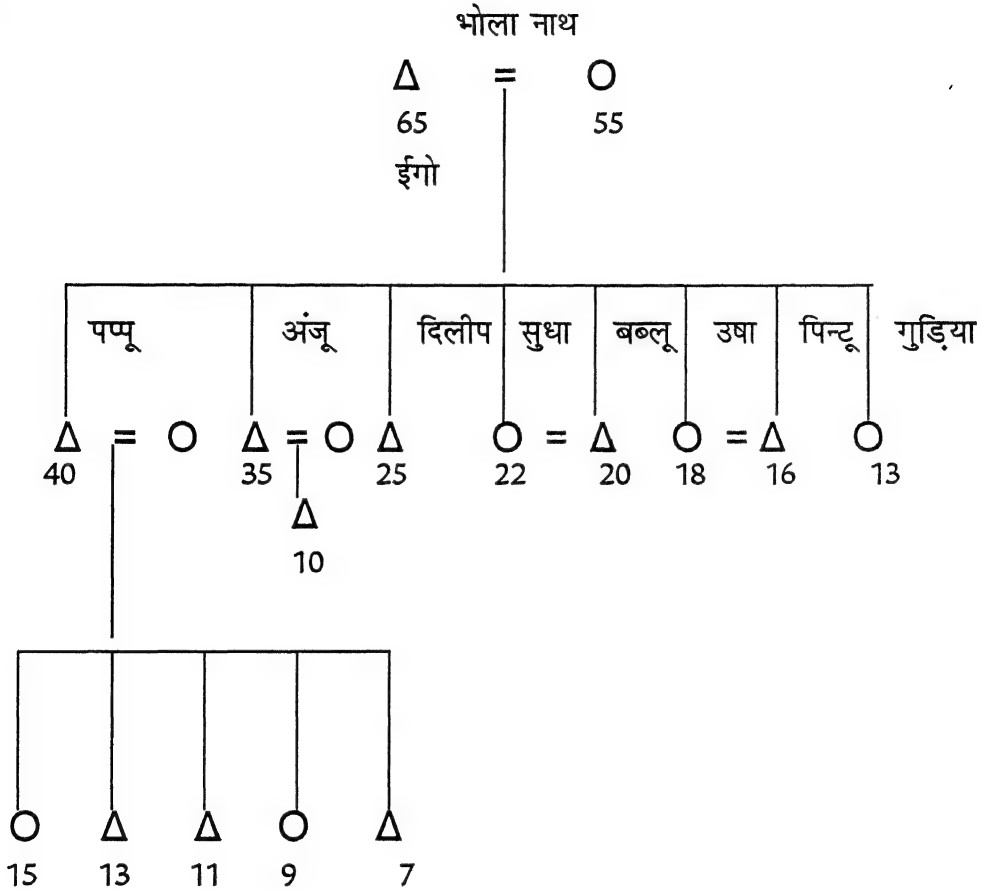 भोला नाथ
Δ = O
65 55
ईगो
पप्पू अंजू दिलीप सुधा बब्लू उषा पिन्टू गुड़िया
Δ = O Δ = O Δ O = Δ O = Δ O
40 35 25 22 20 18 16 13
Δ
10
O Δ Δ O Δ
15 13 11 9 7